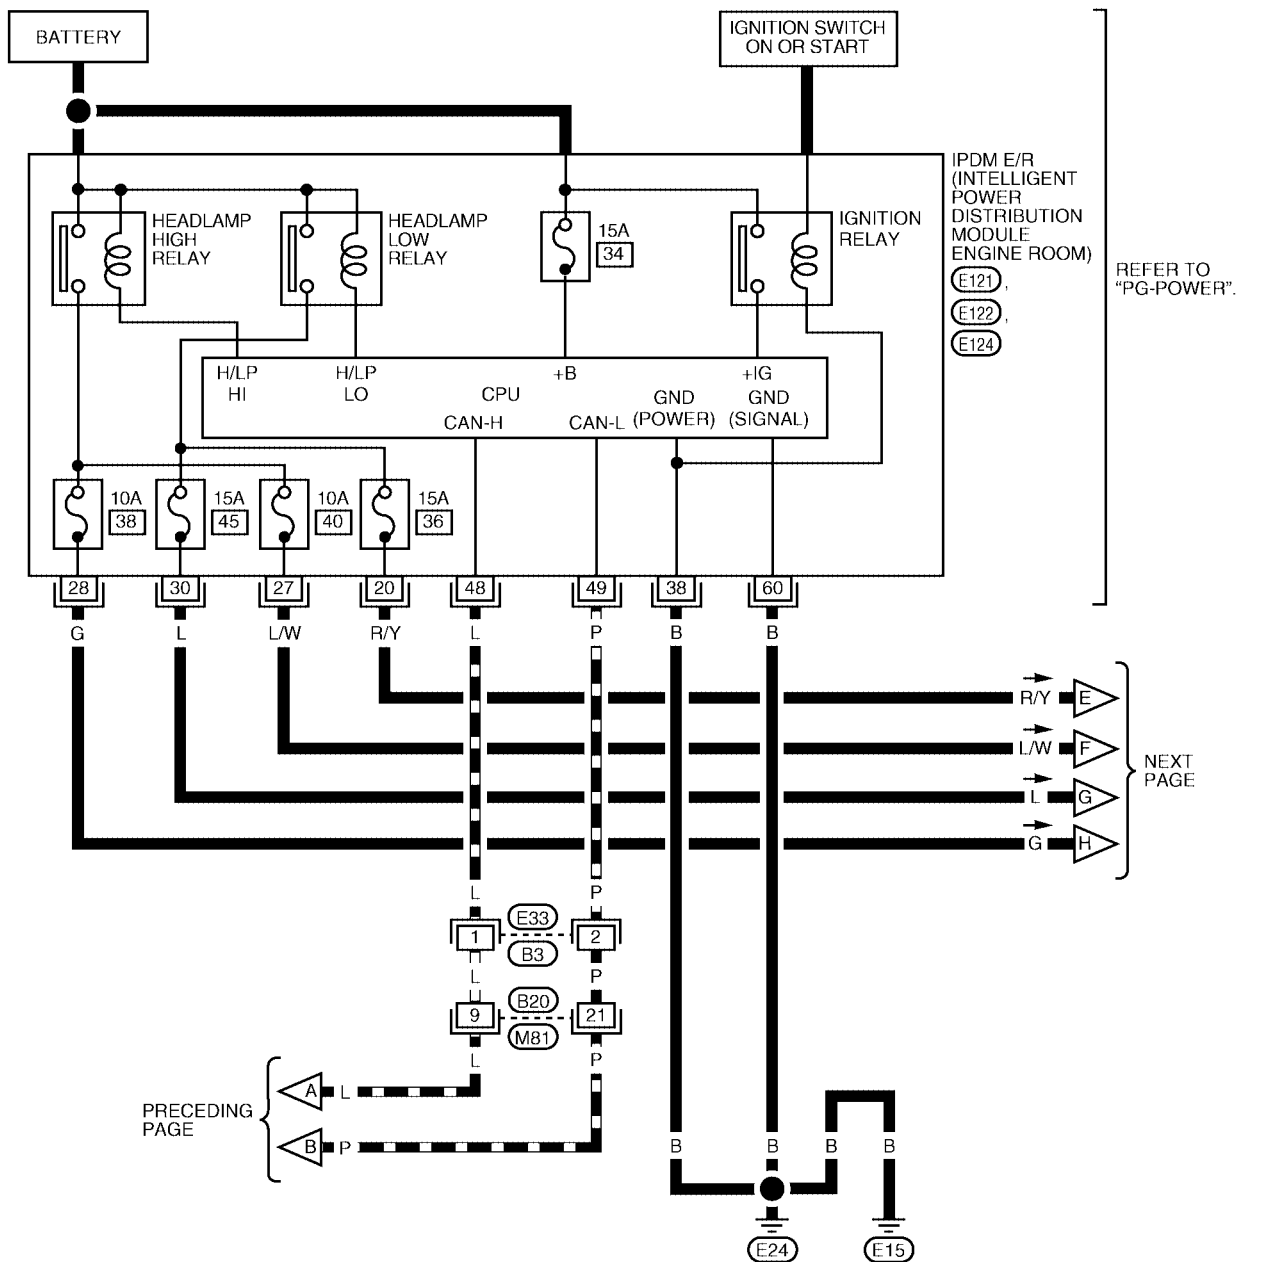 BATTERY
IGNITION SWITCH
ON OR START
IPDM E/R
(INTELLIGENT
POWER
DISTRIBUTION
MODULE
ENGINE ROOM)
E121 ,
E122 ,
E124
REFER TO
“PG-POWER”.
HEADLAMP
HIGH
RELAY
HEADLAMP
LOW
RELAY
15A
34
IGNITION
RELAY
H/LP
HI
H/LP
LO
CPU
+B
+IG
CAN-H
CAN-L
GND
(POWER)
GND
(SIGNAL)
10A
38
15A
45
10A
40
15A
36
28
30
27
20
48
49
38
60
G
L
L/W
R/Y
L
P
B
B
R/Y
E
L/W
F
L
G
G
H
NEXT
PAGE
L
P
1
E33
B3
2
L
P
9
B20
M81
21
L
P
PRECEDING
PAGE
A
L
B
P
B
B
B
B
E24
E15